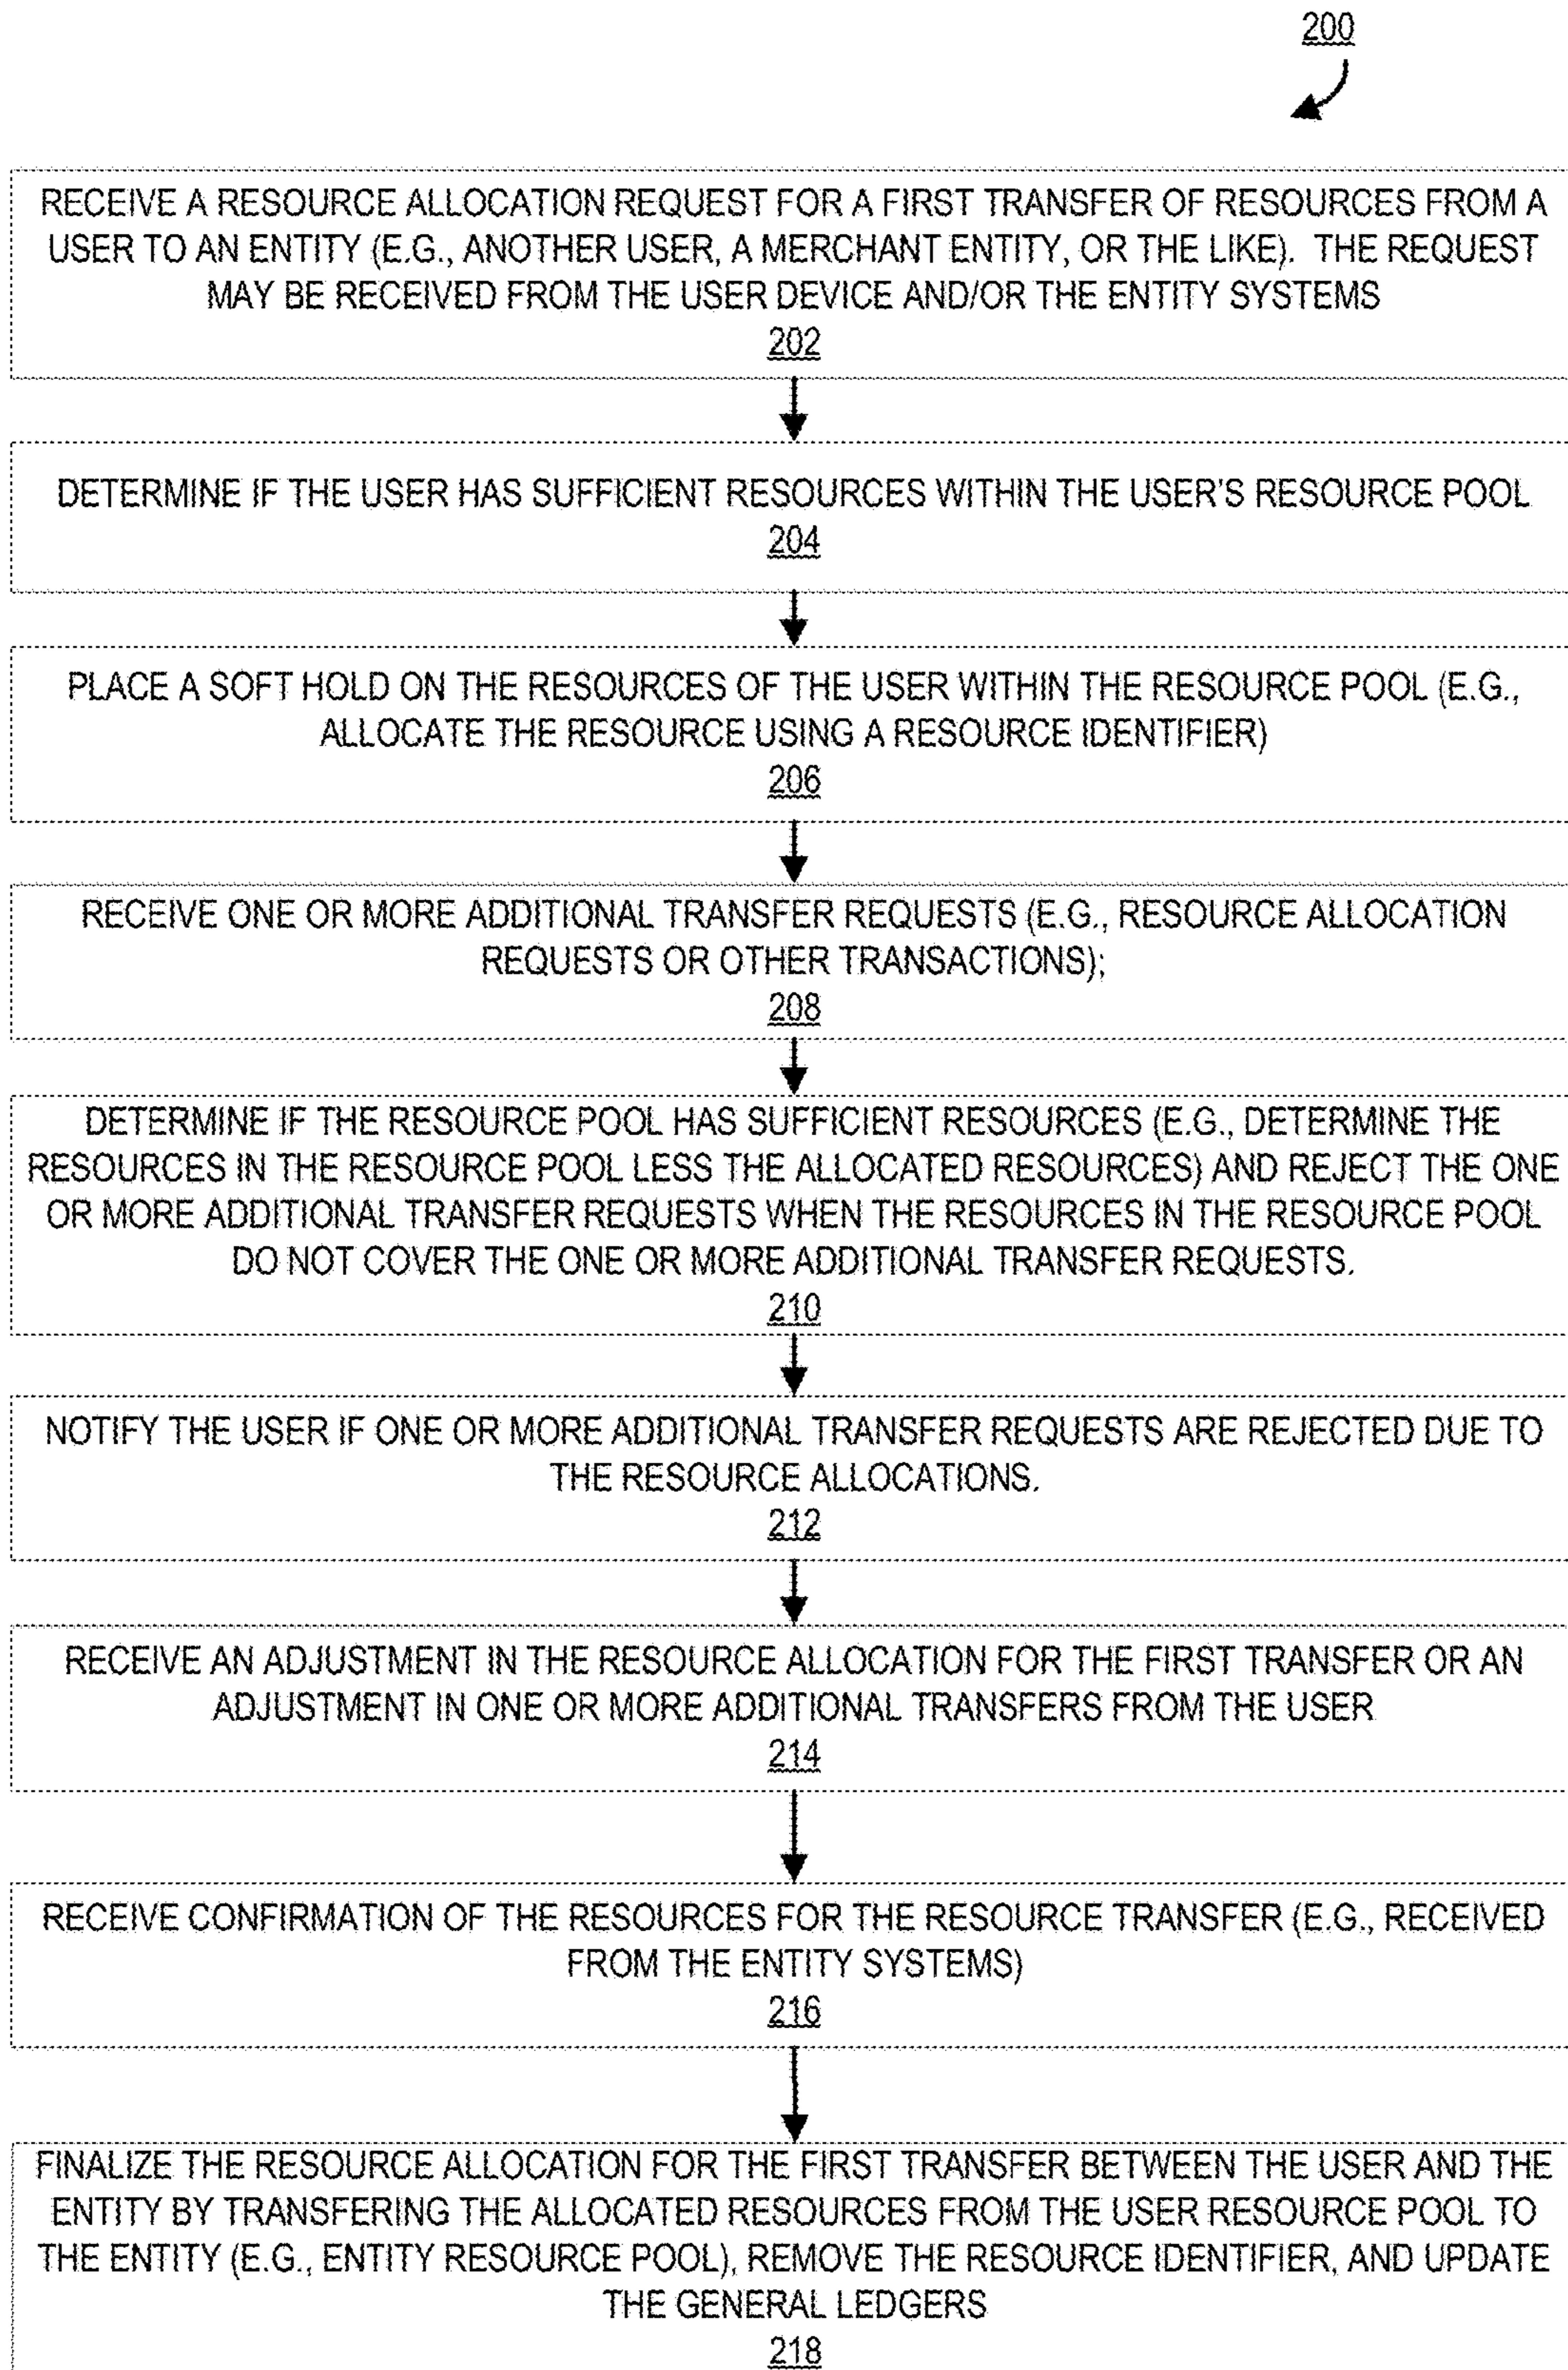 200
RECEIVE A RESOURCE ALLOCATION REQUEST FOR A FIRST TRANSFER OF RESOURCES FROM A
USER TO AN ENTITY (E.G., ANOTHER USER, A MERCHANT ENTITY, OR THE LIKE). THE REQUEST
MAY BE RECEIVED FROM THE USER DEVICE AND/OR THE ENTITY SYSTEMS
202
DETERMINE IF THE USER HAS SUFFICIENT RESOURCES WITHIN THE USER'S RESOURCE POOL
204
PLACE A SOFT HOLD ON THE RESOURCES OF THE USER WITHIN THE RESOURCE POOL (E.G.,
ALLOCATE THE RESOURCE USING A RESOURCE IDENTIFIER)
206
RECEIVE ONE OR MORE ADDITIONAL TRANSFER REQUESTS (E.G., RESOURCE ALLOCATION
REQUESTS OR OTHER TRANSACTIONS);
208
DETERMINE IF THE RESOURCE POOL HAS SUFFICIENT RESOURCES (E.G., DETERMINE THE
RESOURCES IN THE RESOURCE POOL LESS THE ALLOCATED RESOURCES) AND REJECT THE ONE
OR MORE ADDITIONAL TRANSFER REQUESTS WHEN THE RESOURCES IN THE RESOURCE POOL
DO NOT COVER THE ONE OR MORE ADDITIONAL TRANSFER REQUESTS.
210
NOTIFY THE USER IF ONE OR MORE ADDITIONAL TRANSFER REQUESTS ARE REJECTED DUE TO
THE RESOURCE ALLOCATIONS.
212
RECEIVE AN ADJUSTMENT IN THE RESOURCE ALLOCATION FOR THE FIRST TRANSFER OR AN
ADJUSTMENT IN ONE OR MORE ADDITIONAL TRANSFERS FROM THE USER
214
RECEIVE CONFIRMATION OF THE RESOURCES FOR THE RESOURCE TRANSFER (E.G., RECEIVED
FROM THE ENTITY SYSTEMS)
216
FINALIZE THE RESOURCE ALLOCATION FOR THE FIRST TRANSFER BETWEEN THE USER AND THE
ENTITY BY TRANSFERING THE ALLOCATED RESOURCES FROM THE USER RESOURCE POOL TO
THE ENTITY (E.G., ENTITY RESOURCE POOL), REMOVE THE RESOURCE IDENTIFIER, AND UPDATE
THE GENERAL LEDGERS
218